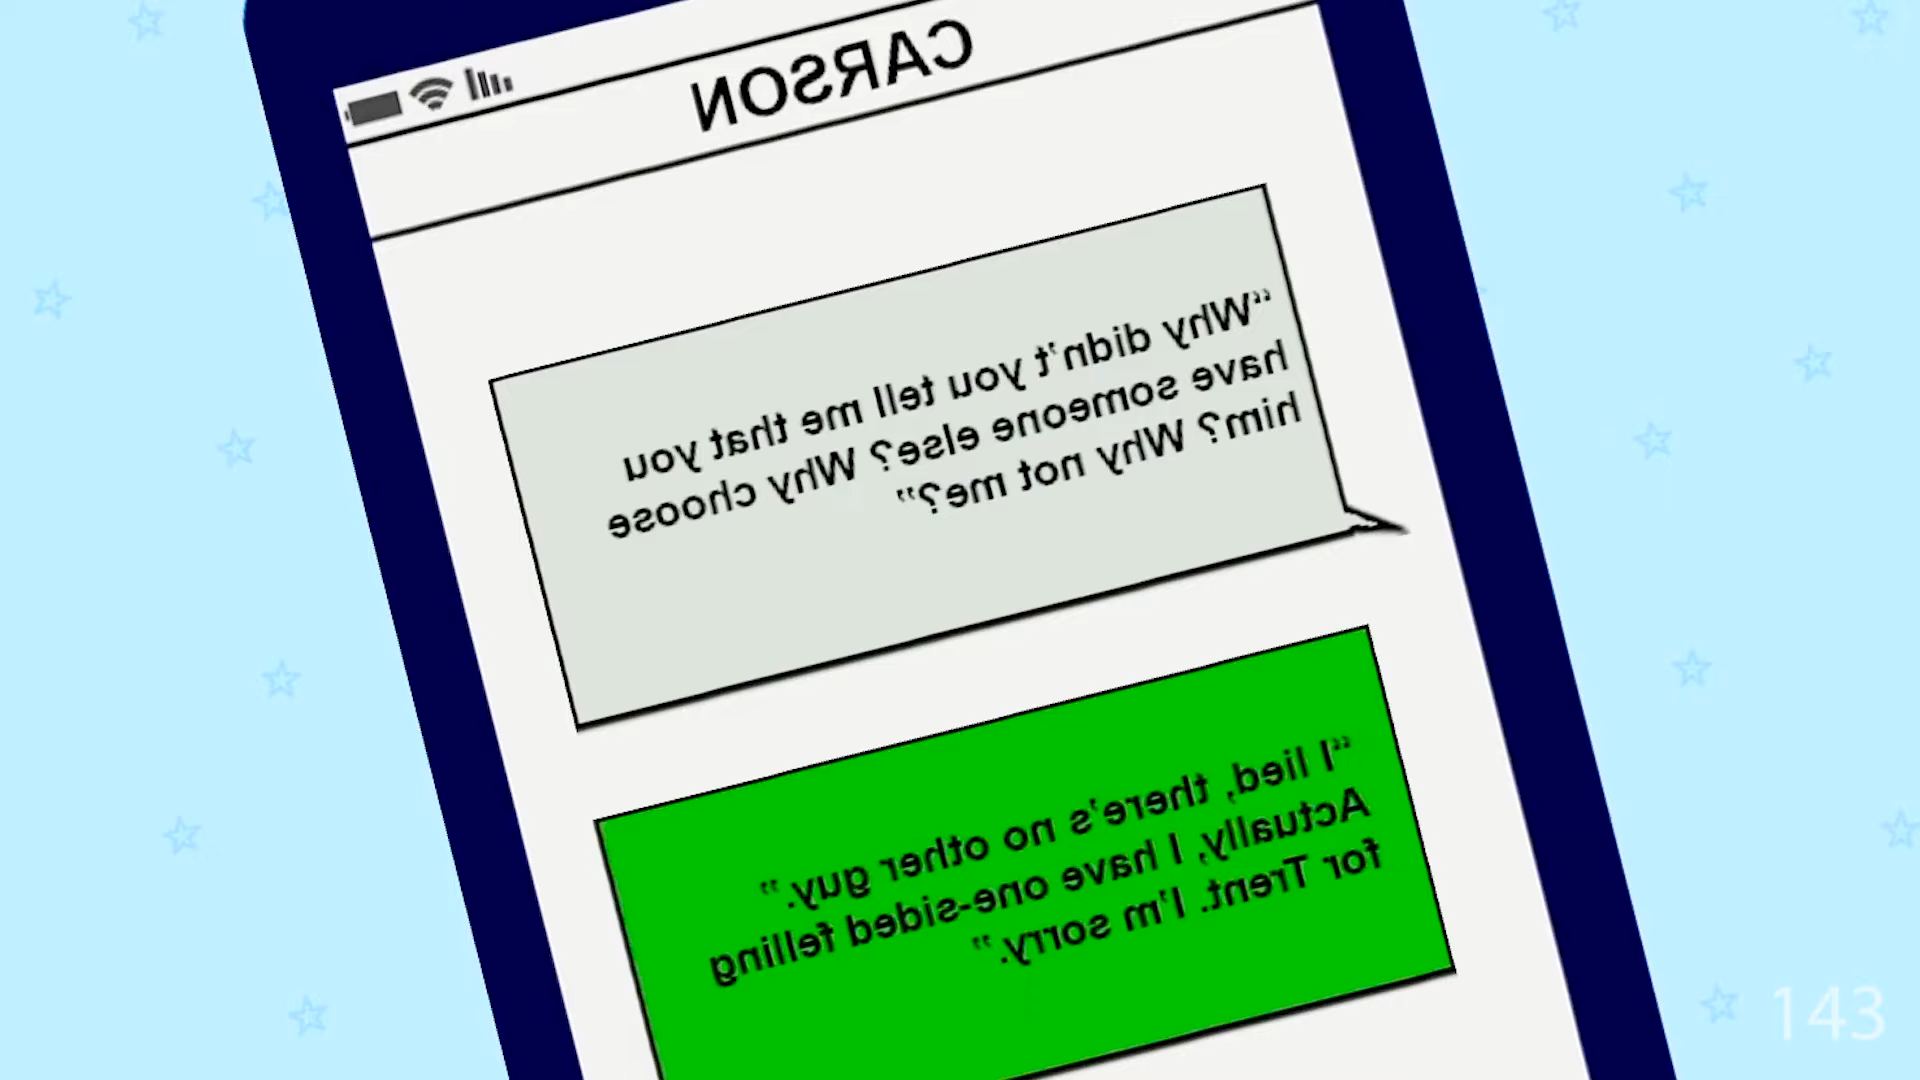 CARSON
“Why didn’t you tell me that you
have someone else? Why choose
him? Why not me?”
“I lied, there’s no other guy.”
Actually, I have one-sided felling
for Trent. I’m sorry.”
143